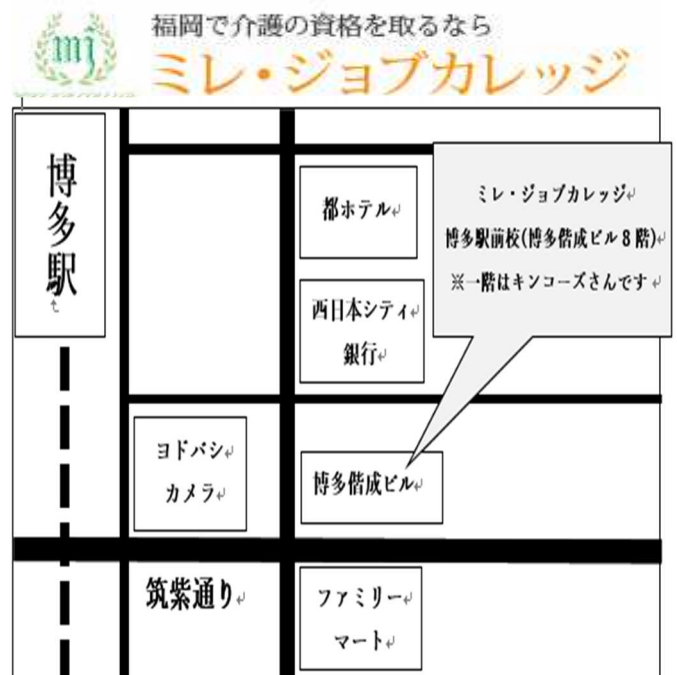 mj
福岡で介護の資格を取るなら
ミレ・ジョブカレッジ
博多駅
都ホテル
ミレ・ジョブカレッジ
博多駅前校(博多偕成ビル8階)
※一階はキンコーズさんです
西日本シティ
銀行
ヨドバシ
カメラ
博多偕成ビル
筑紫通り
ファミリー
マート